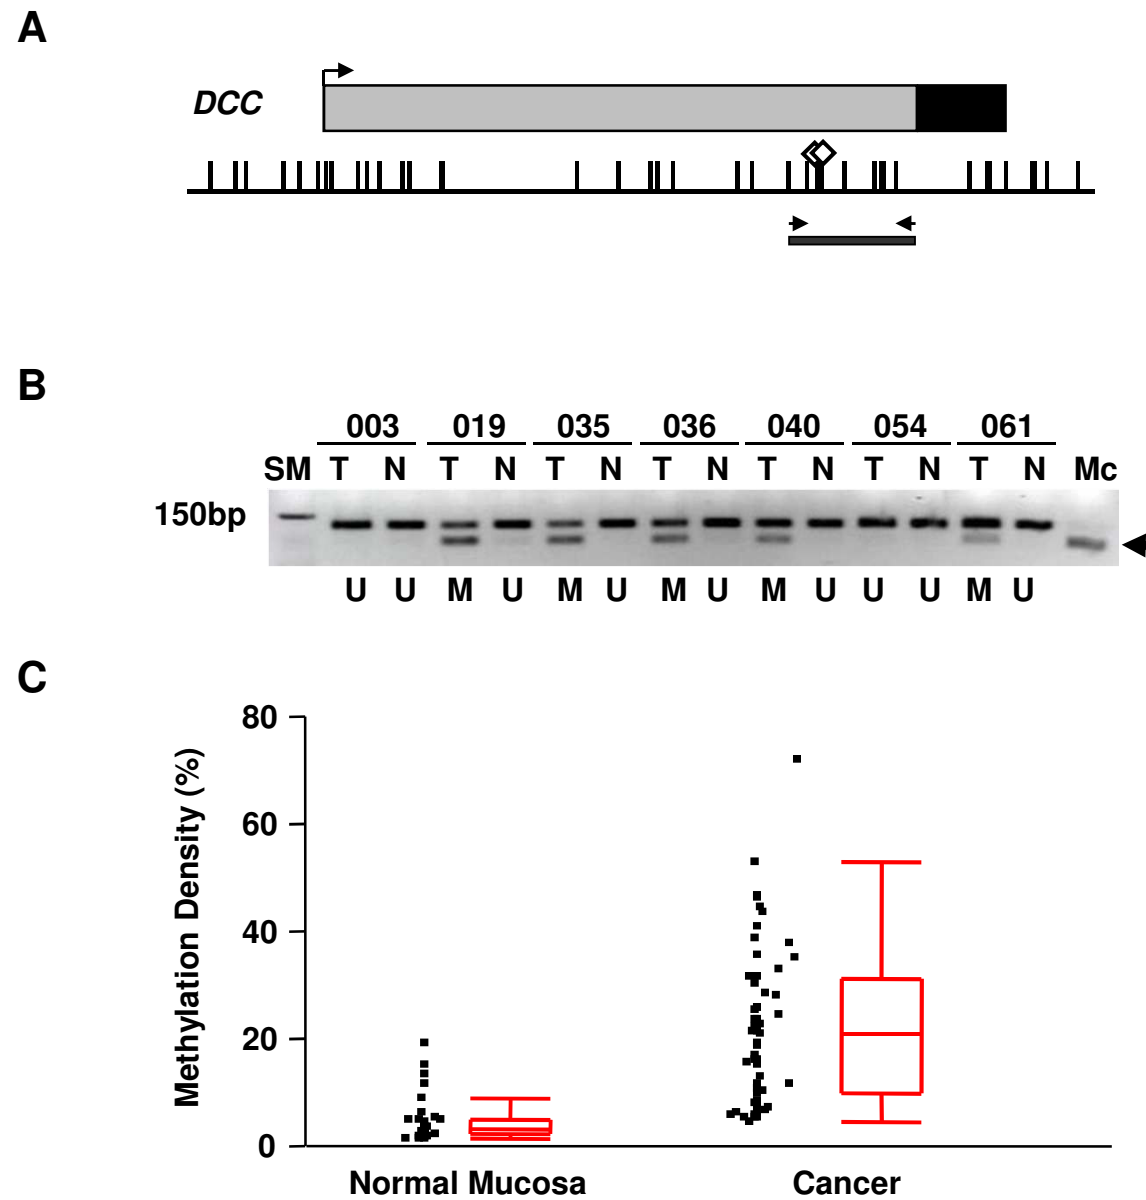 A
DCC
B
003 019 035 036 040 054 061
SM T N T N T N T N T N T N T N Mc
150bp
U U M U M U M U M U U U M U
C
Methylation Density (%)
80
60
40
20
0
Normal Mucosa Cancer